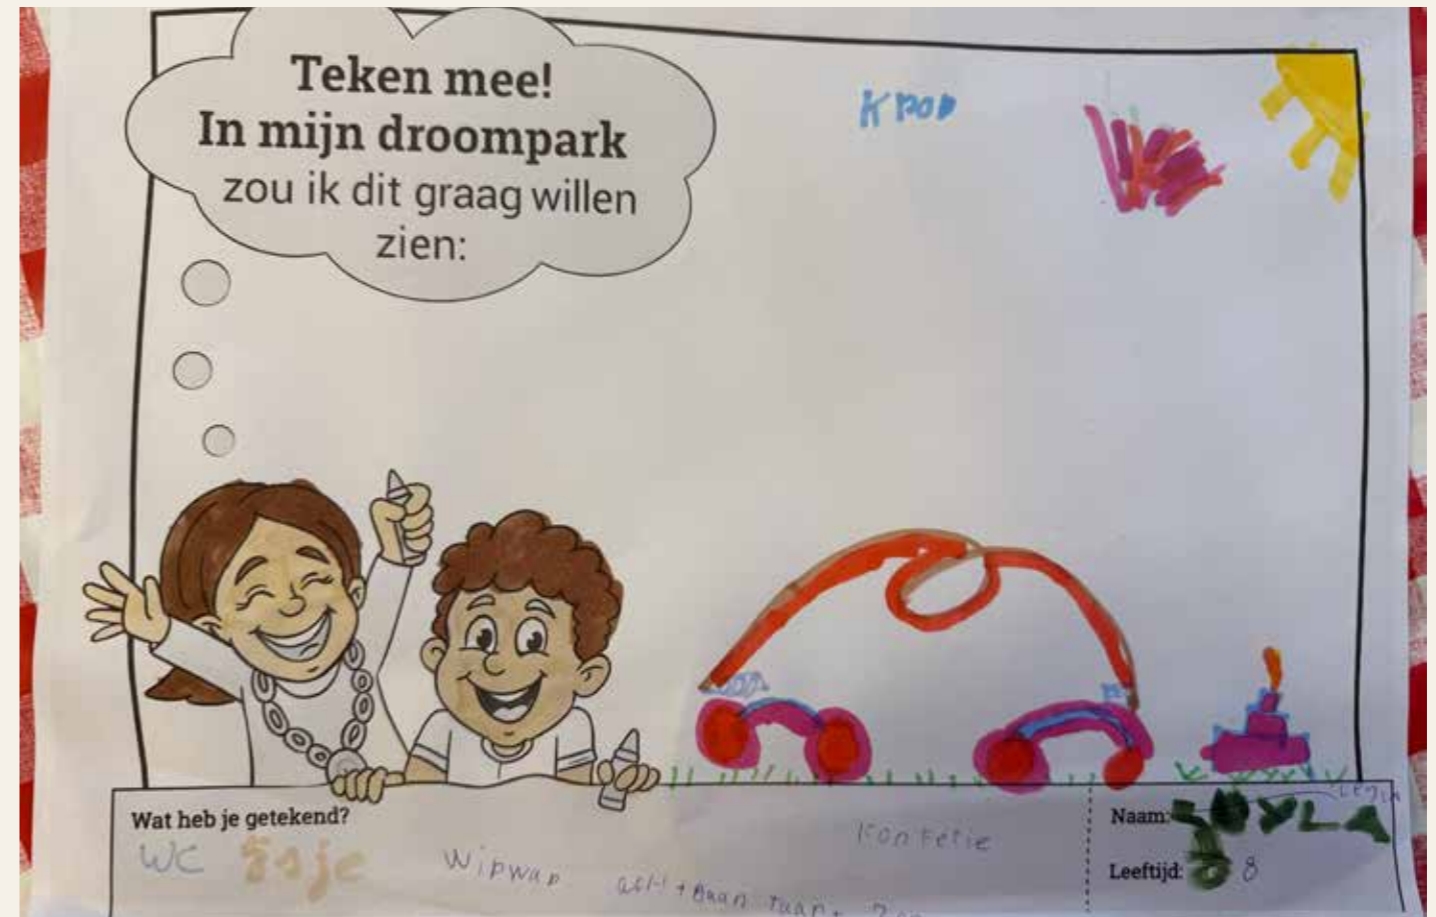 Teken mee!
In mijn droompark
zou ik dit graag willen
zien:
Kpop
Wat heb je getekend?
WC
Wipwap
Konfetie
Naam:
Leeftijd: 8